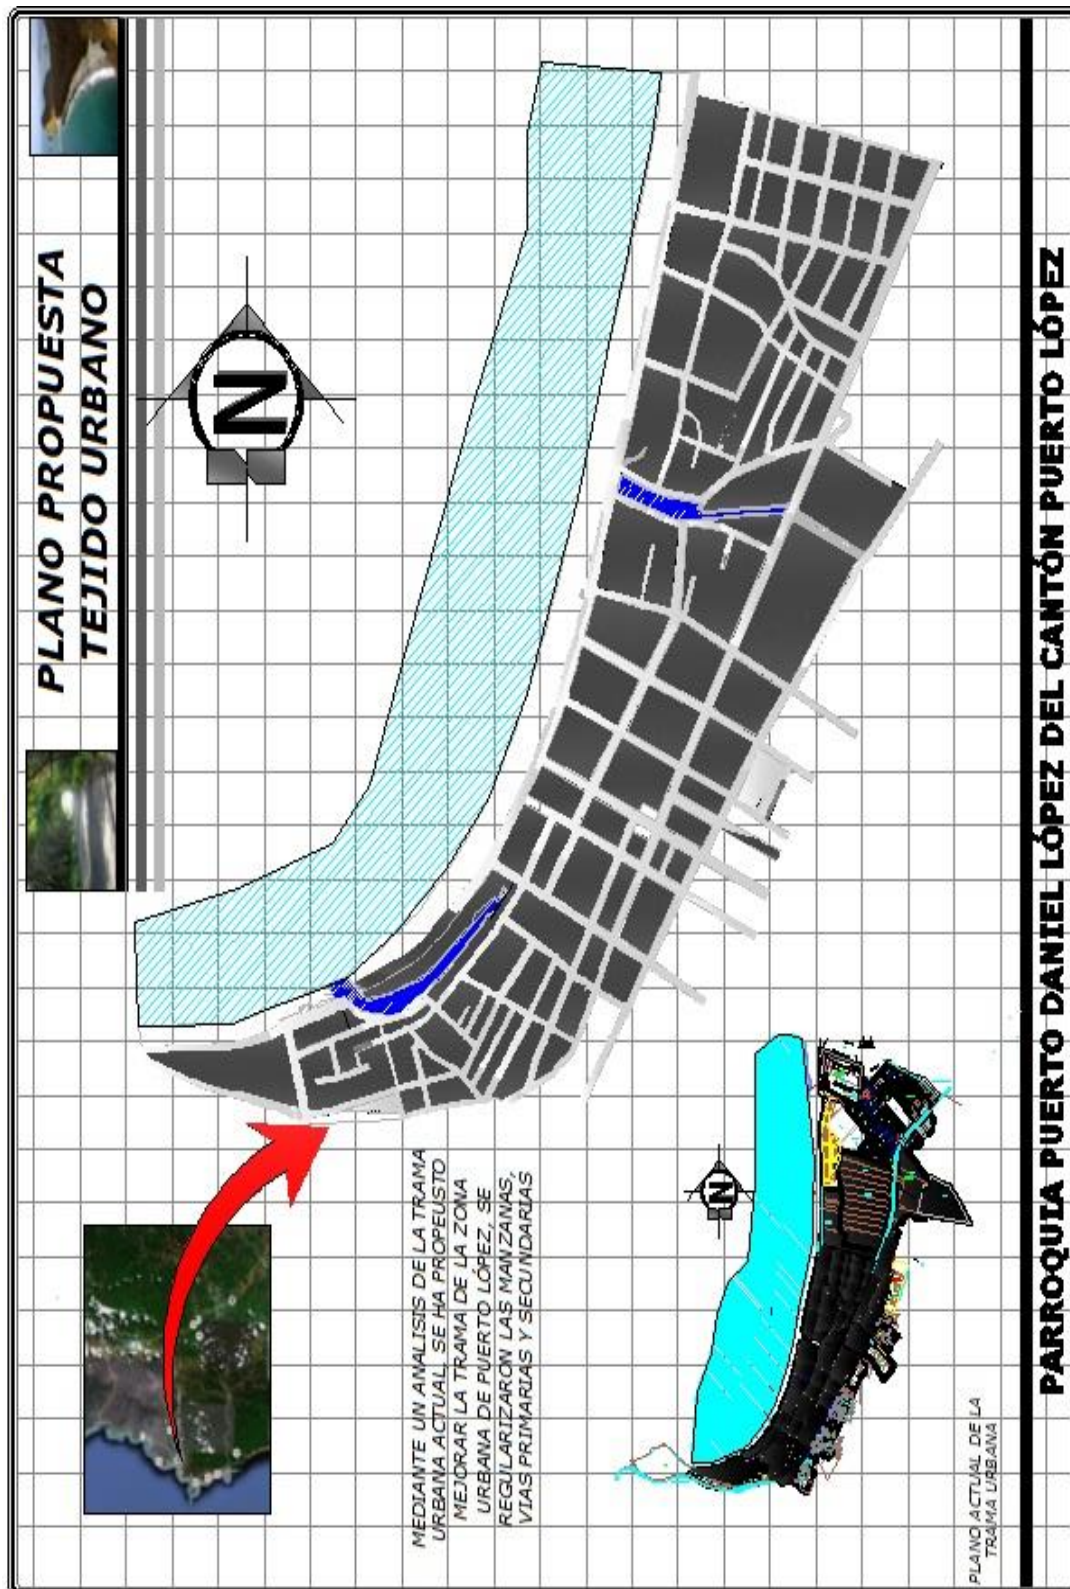 PLANO PROPUESTA
TEJIDO URBANO
N
MEDIANTE UN ANALISIS DE LA TRAMA
URBANA ACTUAL, SE HA PROPEUSTO
MEJORAR LA TRAMA DE LA ZONA
URBANA DE PUERTO LÓPEZ, SE
REGULARIZARON LAS MANZANAS,
VIAS PRIMARIAS Y SECUNDARIAS
N
PLANO ACTUAL DE LA
TRAMA URBANA
PARROQUIA PUERTO DANIEL LÓPEZ DEL CANTÓN PUERTO LÓPEZ